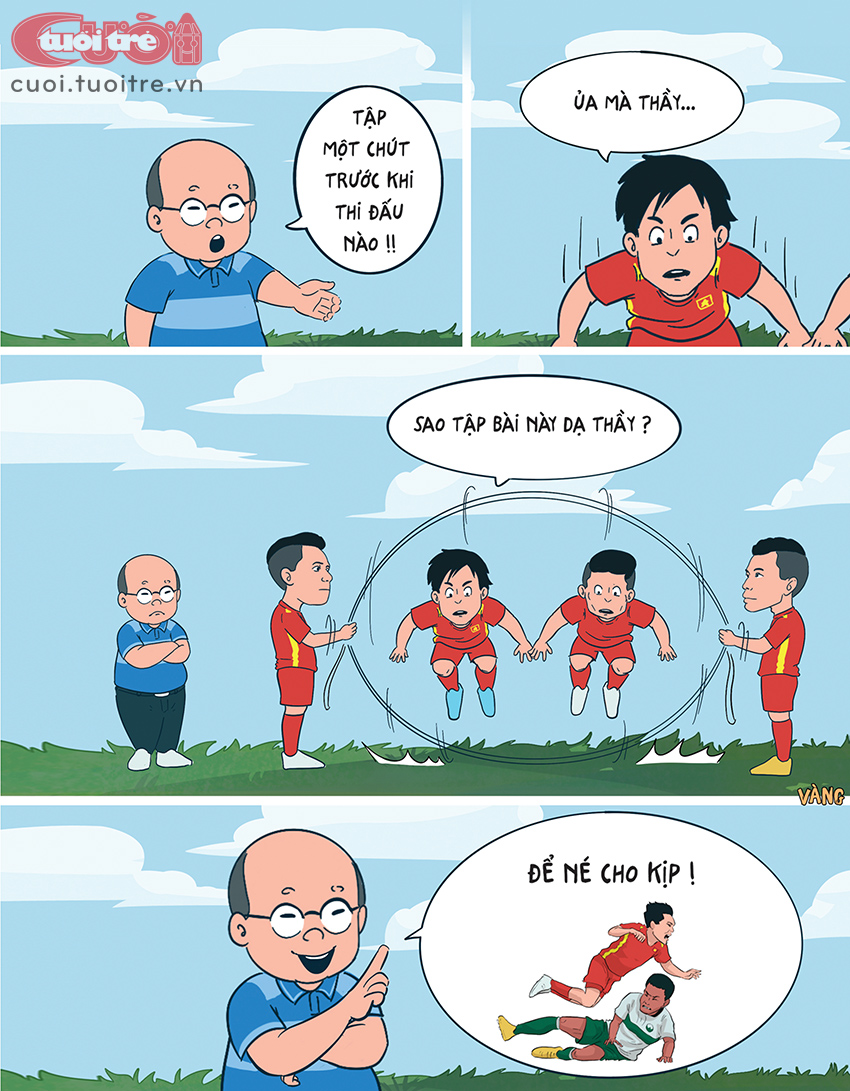 CƯỜI
tuổi trẻ
cuoi.tuoitre.vn
TẬP
MỘT CHÚT
TRƯỚC KHI
THI ĐẤU
NÀO !!
ỦA MÀ THẦY...
SAO TẬP BÀI NÀY DẠ THẦY ?
VÀNG
ĐỂ NÉ CHO KỊP !